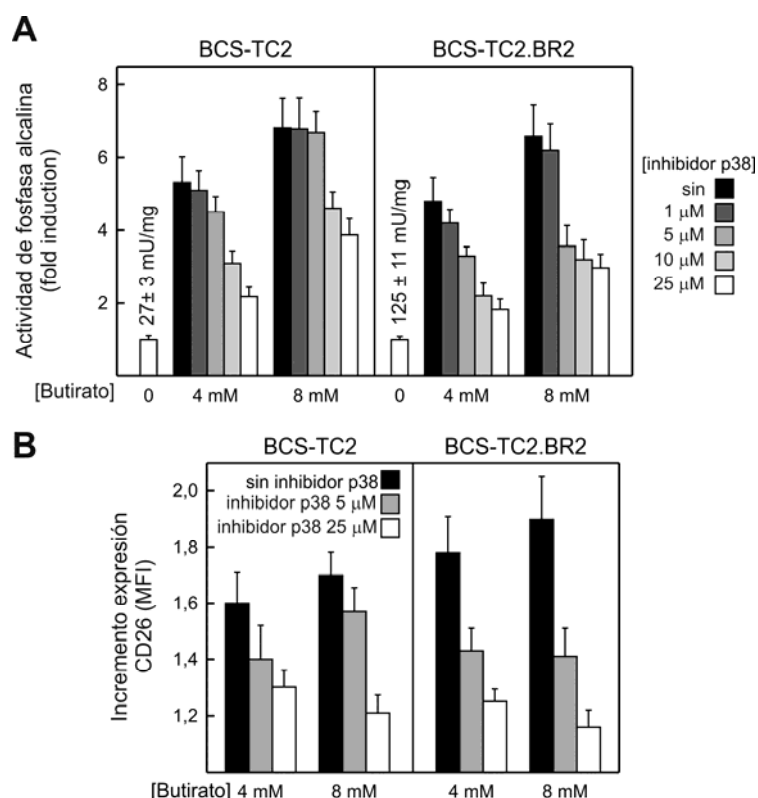 A
BCS-TC2
BCS-TC2.BR2
Actividad de fosfasa alcalina
(fold induction)
8
6
4
2
27± 3 mU/mg
125 ± 11 mU/mg
[inhibidor p38]
sin
1 μM
5 μM
10 μM
25 μM
[Butirato]
0
4 mM
8 mM
0
4 mM
8 mM
B
BCS-TC2
BCS-TC2.BR2
sin inhibidor p38
inhibidor p38 5 μM
inhibidor p38 25 μM
Incremento expresión
CD26 (MFI)
2,0
1,8
1,6
1,4
1,2
[Butirato]
4 mM
8 mM
4 mM
8 mM